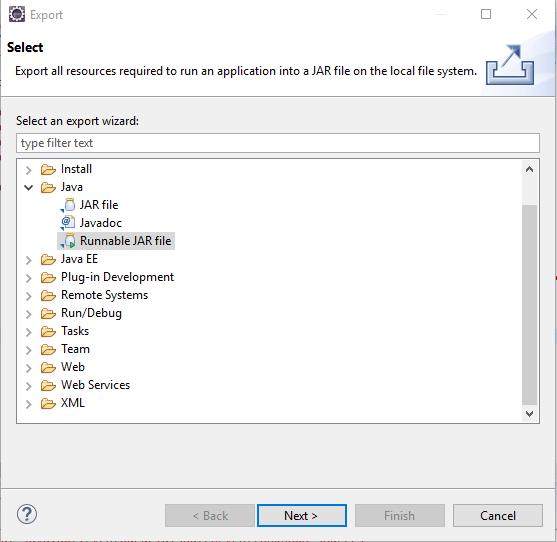 Export
Select
Export all resources required to run an application into a JAR file on the local file system.
Select an export wizard:
type filter text
Install
Java
JAR file
Javadoc
Runnable JAR file
Java EE
Plug-in Development
Remote Systems
Run/Debug
Tasks
Team
Web
Web Services
XML
< Back
Next >
Finish
Cancel